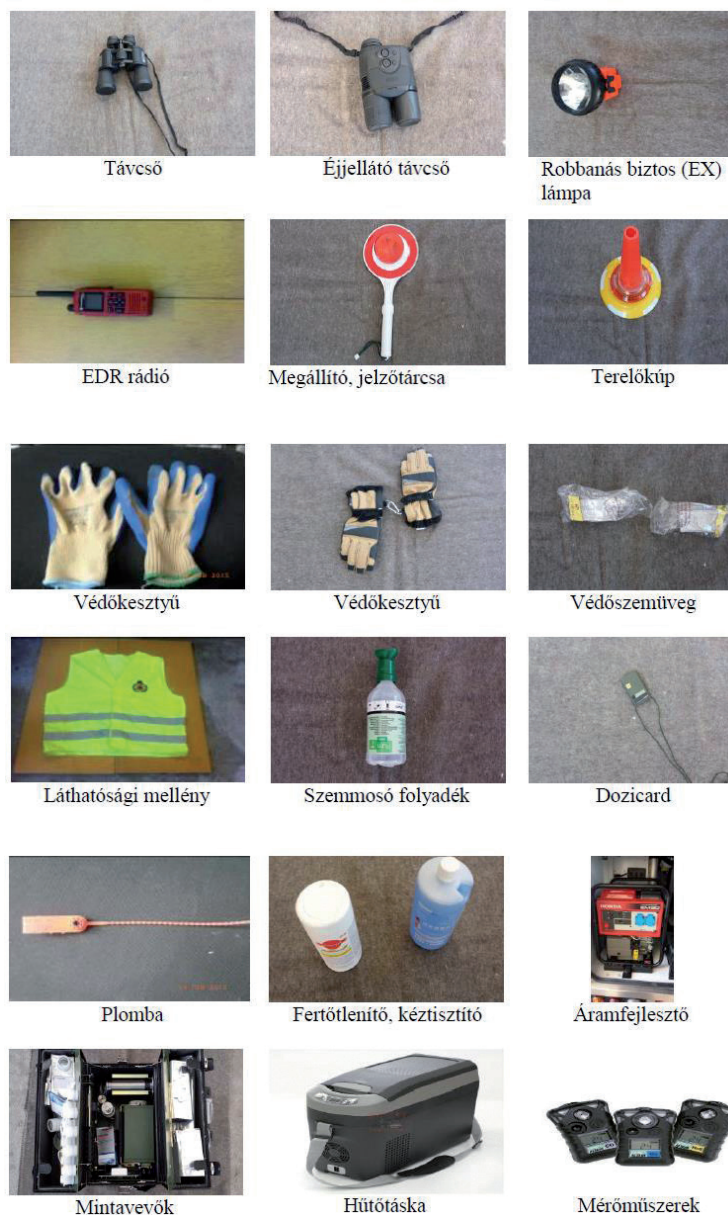 Távcső
Éjjellátó távcső
Robbanás biztos (EX)
lámpa
EDR rádió
Megállító, jelzőtárcsa
Terelőkúp
Védőkesztyű
Védőkesztyű
Védőszemüveg
Láthatósági mellény
Szemmosó folyadék
Dozicard
Plomba
Fertőtlenítő, kéztisztító
HONDA
Áramfejlesztő
Mintavevők
Hűtőtáska
Mérőműszerek